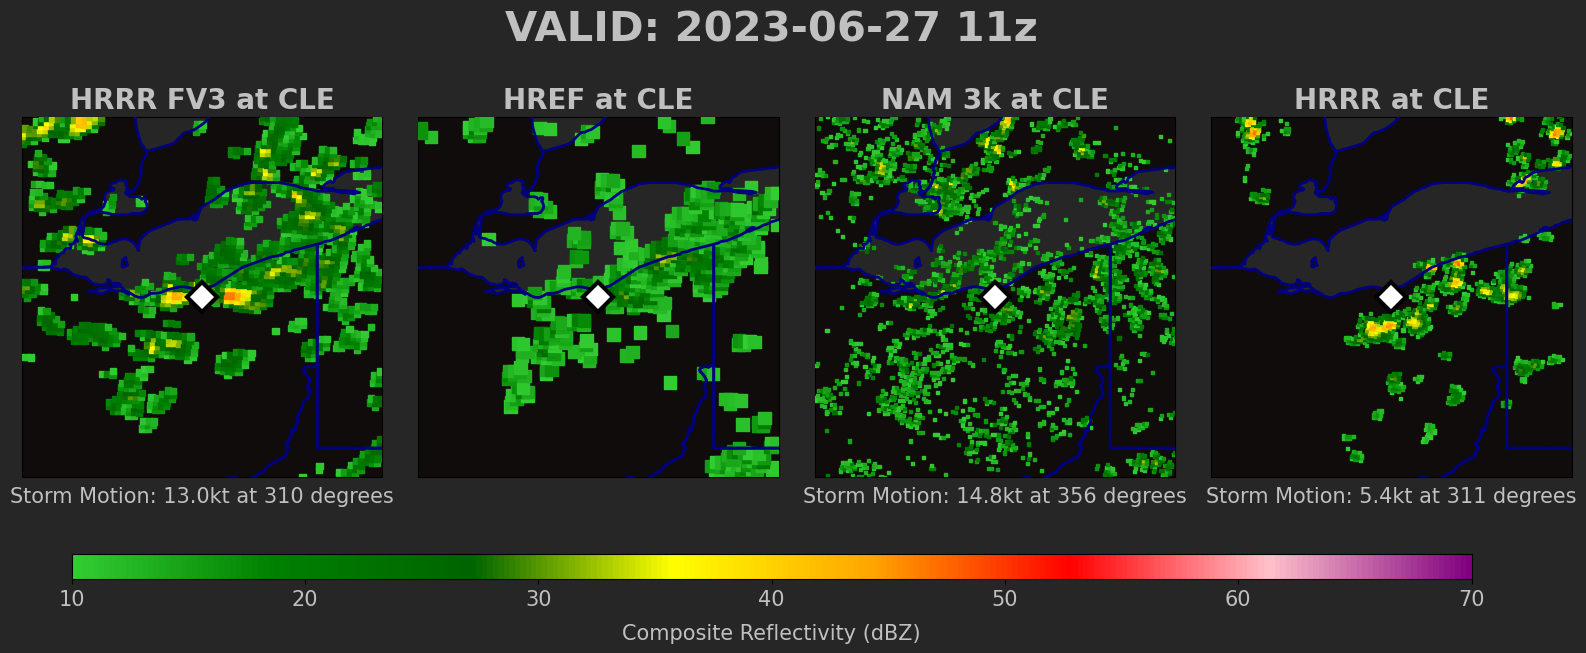 VALID: 2023-06-27 11z
HRRR FV3 at CLE
HREF at CLE
NAM 3k at CLE
HRRR at CLE
Storm Motion: 13.0kt at 310 degrees
Storm Motion: 14.8kt at 356 degrees
Storm Motion: 5.4kt at 311 degrees
10 20 30 40 50 60 70
Composite Reflectivity (dBZ)